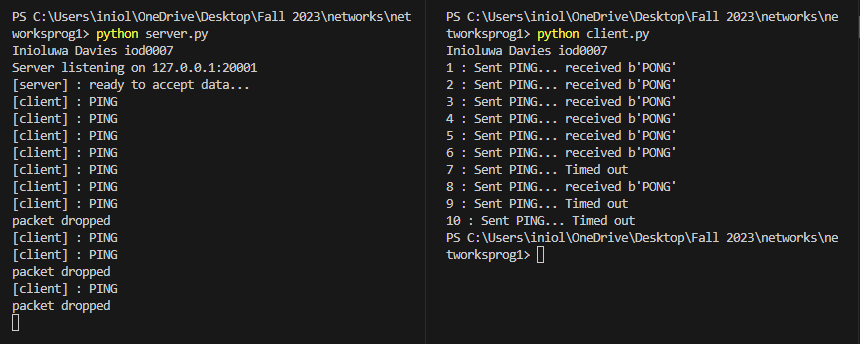 PS C:\Users\iniol\OneDrive\Desktop\Fall 2023\networks\net
worksprog1> python server.py
Inioluwa Davies iod0007
Server listening on 127.0.0.1:20001
[server] : ready to accept data...
[client] : PING
[client] : PING
[client] : PING
[client] : PING
[client] : PING
[client] : PING
[client] : PING
packet dropped
[client] : PING
[client] : PING
packet dropped
[client] : PING
packet dropped
PS C:\Users\iniol\OneDrive\Desktop\Fall 2023\networks\ne
tworksprog1> python client.py
Inioluwa Davies iod0007
1 : Sent PING... received b'PONG'
2 : Sent PING... received b'PONG'
3 : Sent PING... received b'PONG'
4 : Sent PING... received b'PONG'
5 : Sent PING... received b'PONG'
6 : Sent PING... received b'PONG'
7 : Sent PING... Timed out
8 : Sent PING... received b'PONG'
9 : Sent PING... Timed out
10 : Sent PING... Timed out
PS C:\Users\iniol\OneDrive\Desktop\Fall 2023\networks\ne
tworksprog1>